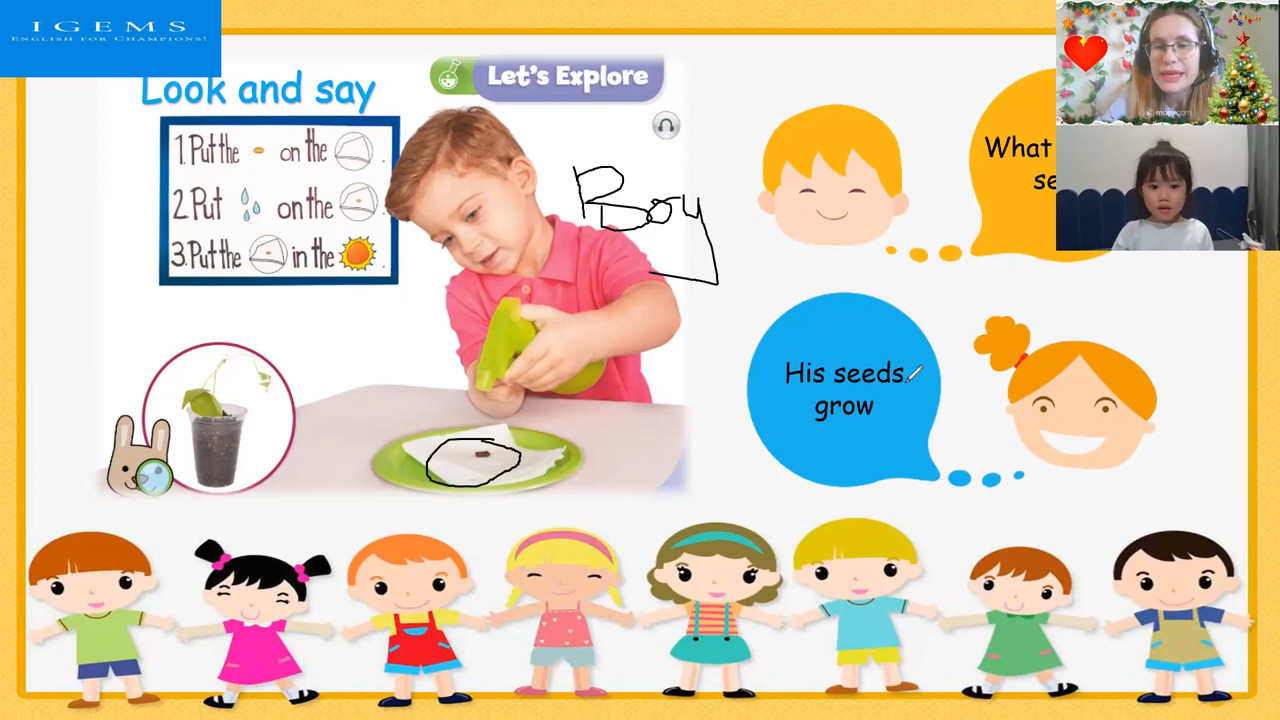 IGEMS
ENGLISH FOR CHAMPIONS!
Look and say
Let's Explore
1. Put the on the .
2. Put on the .
3. Put the in the .
Boy
What
se
His seeds
grow